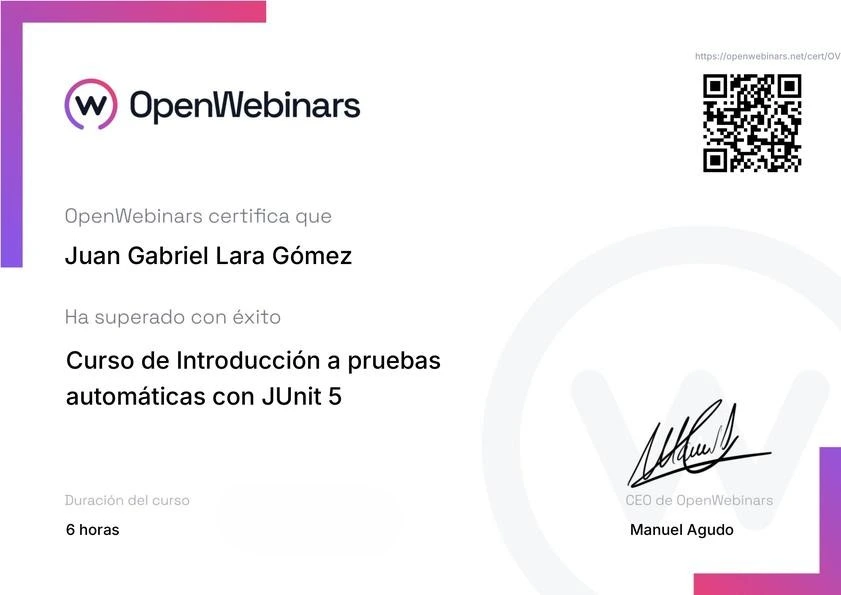 https://openwebinars.net/cert/OV
OpenWebinars
OpenWebinars certifica que
Juan Gabriel Lara Gómez
Ha superado con éxito
Curso de Introducción a pruebas
automáticas con JUnit 5
Duración del curso
6 horas
CEO de OpenWebinars
Manuel Agudo